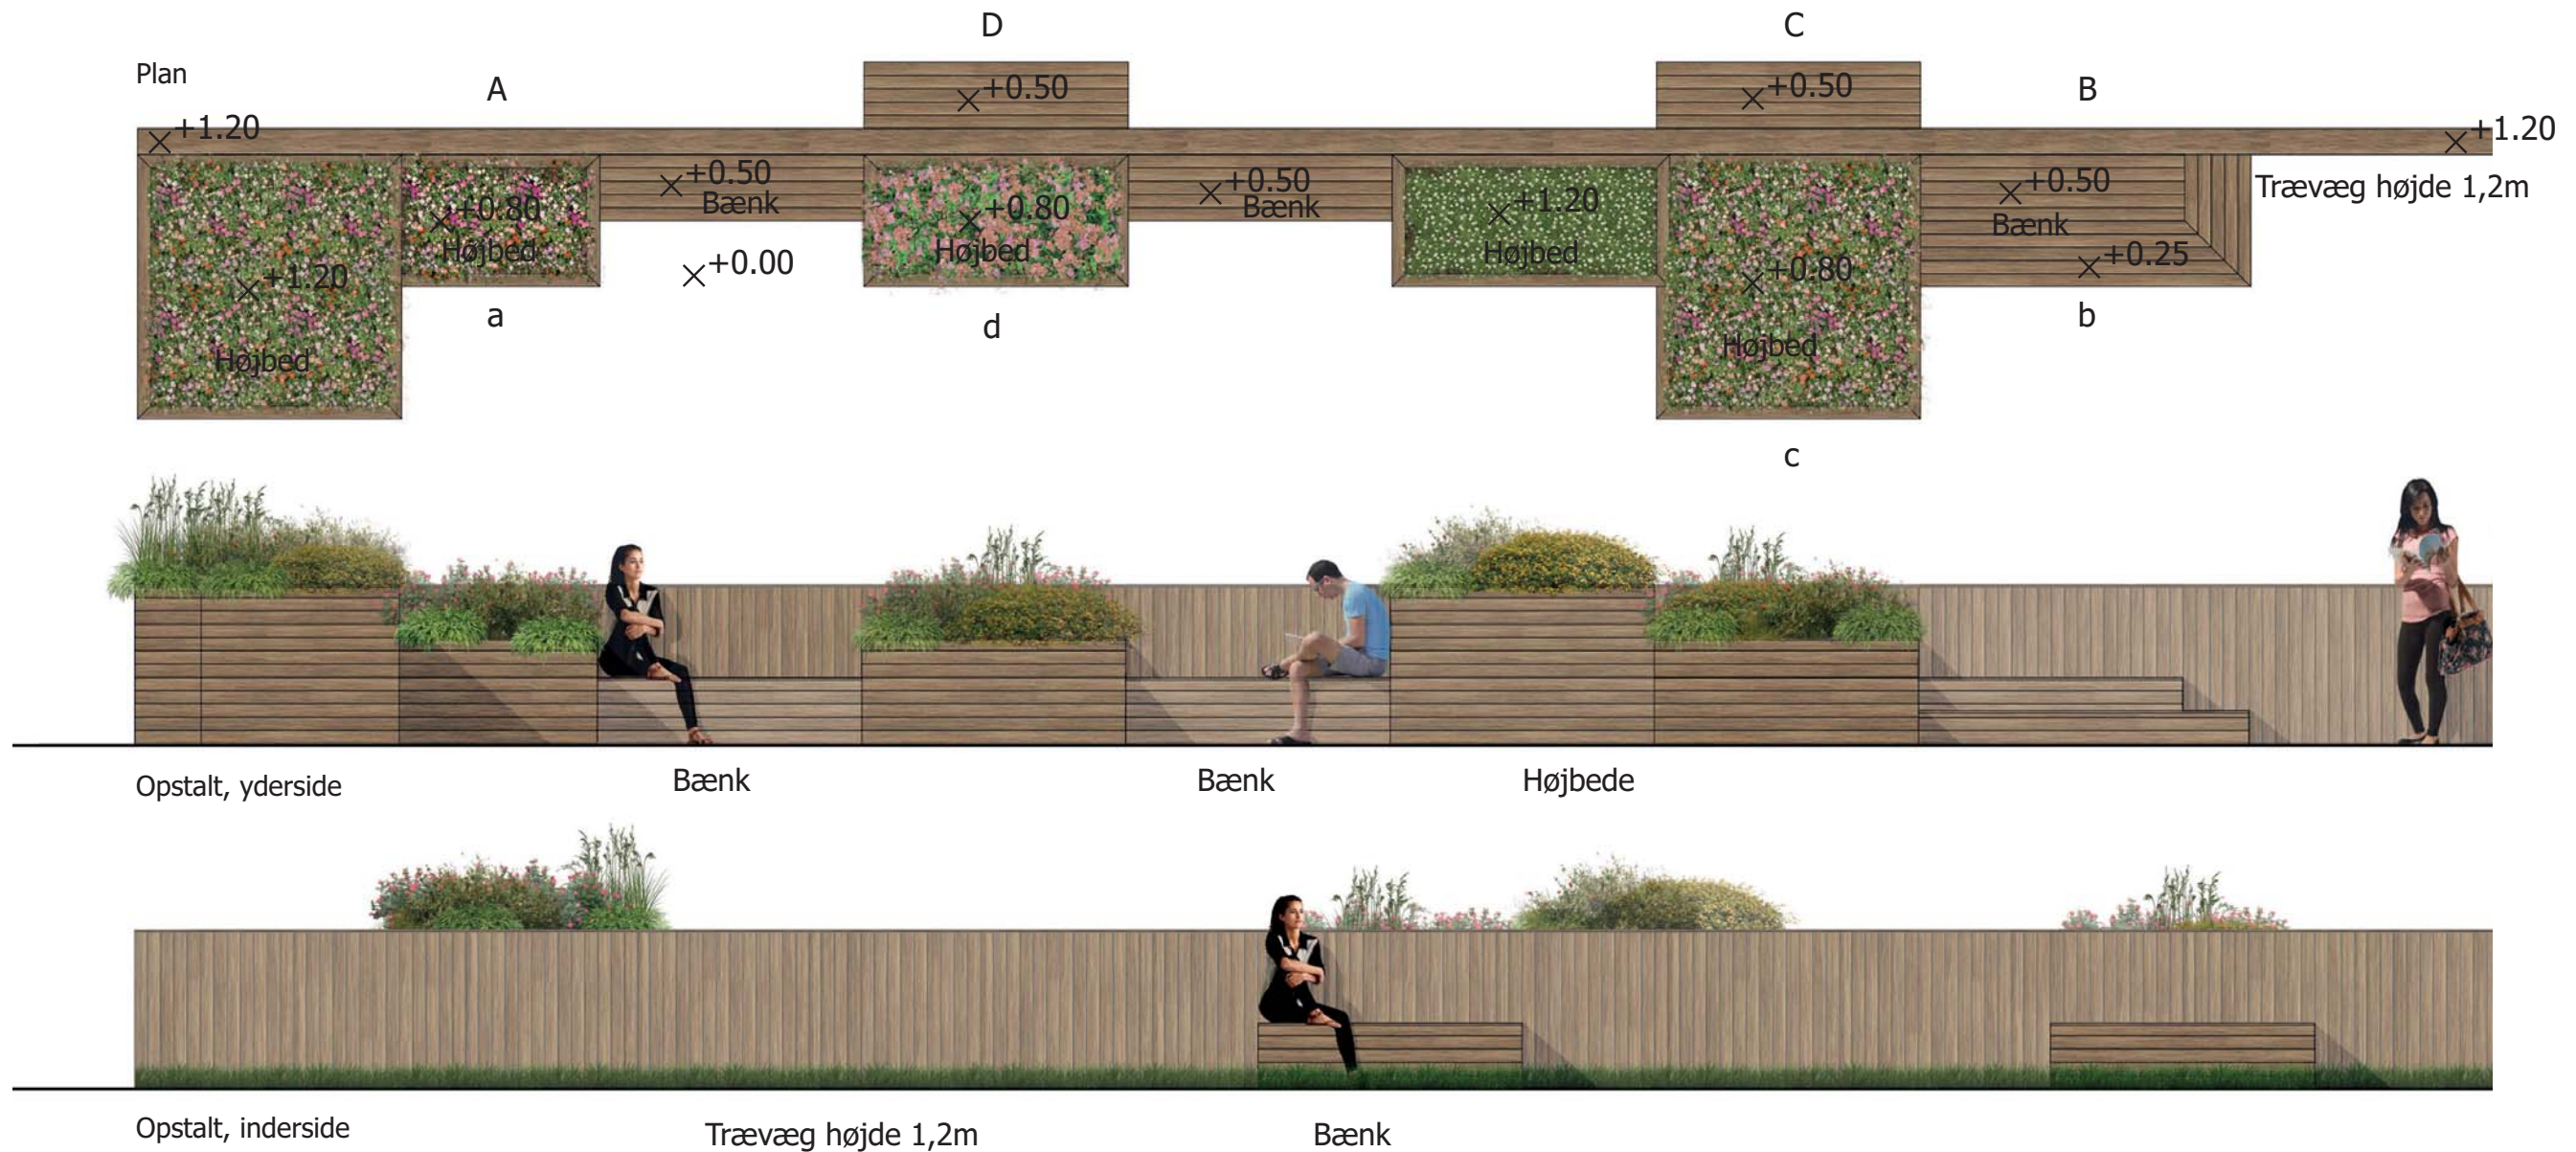 D
C
Plan
A
B
+0.50
+0.50
+1.20
+1.20
+0.50
Bænk
+0.50
Bænk
+0.50
Bænk
Trævæg højde 1,2m
+0.80
Højbed
+0.80
Højbed
+1.20
Højbed
+0.00
+0.25
+1.20
Højbed
+0.80
Højbed
a
d
b
c
Bænk
Bænk
Højbede
Opstalt, yderside
Opstalt, inderside
Trævæg højde 1,2m
Bænk